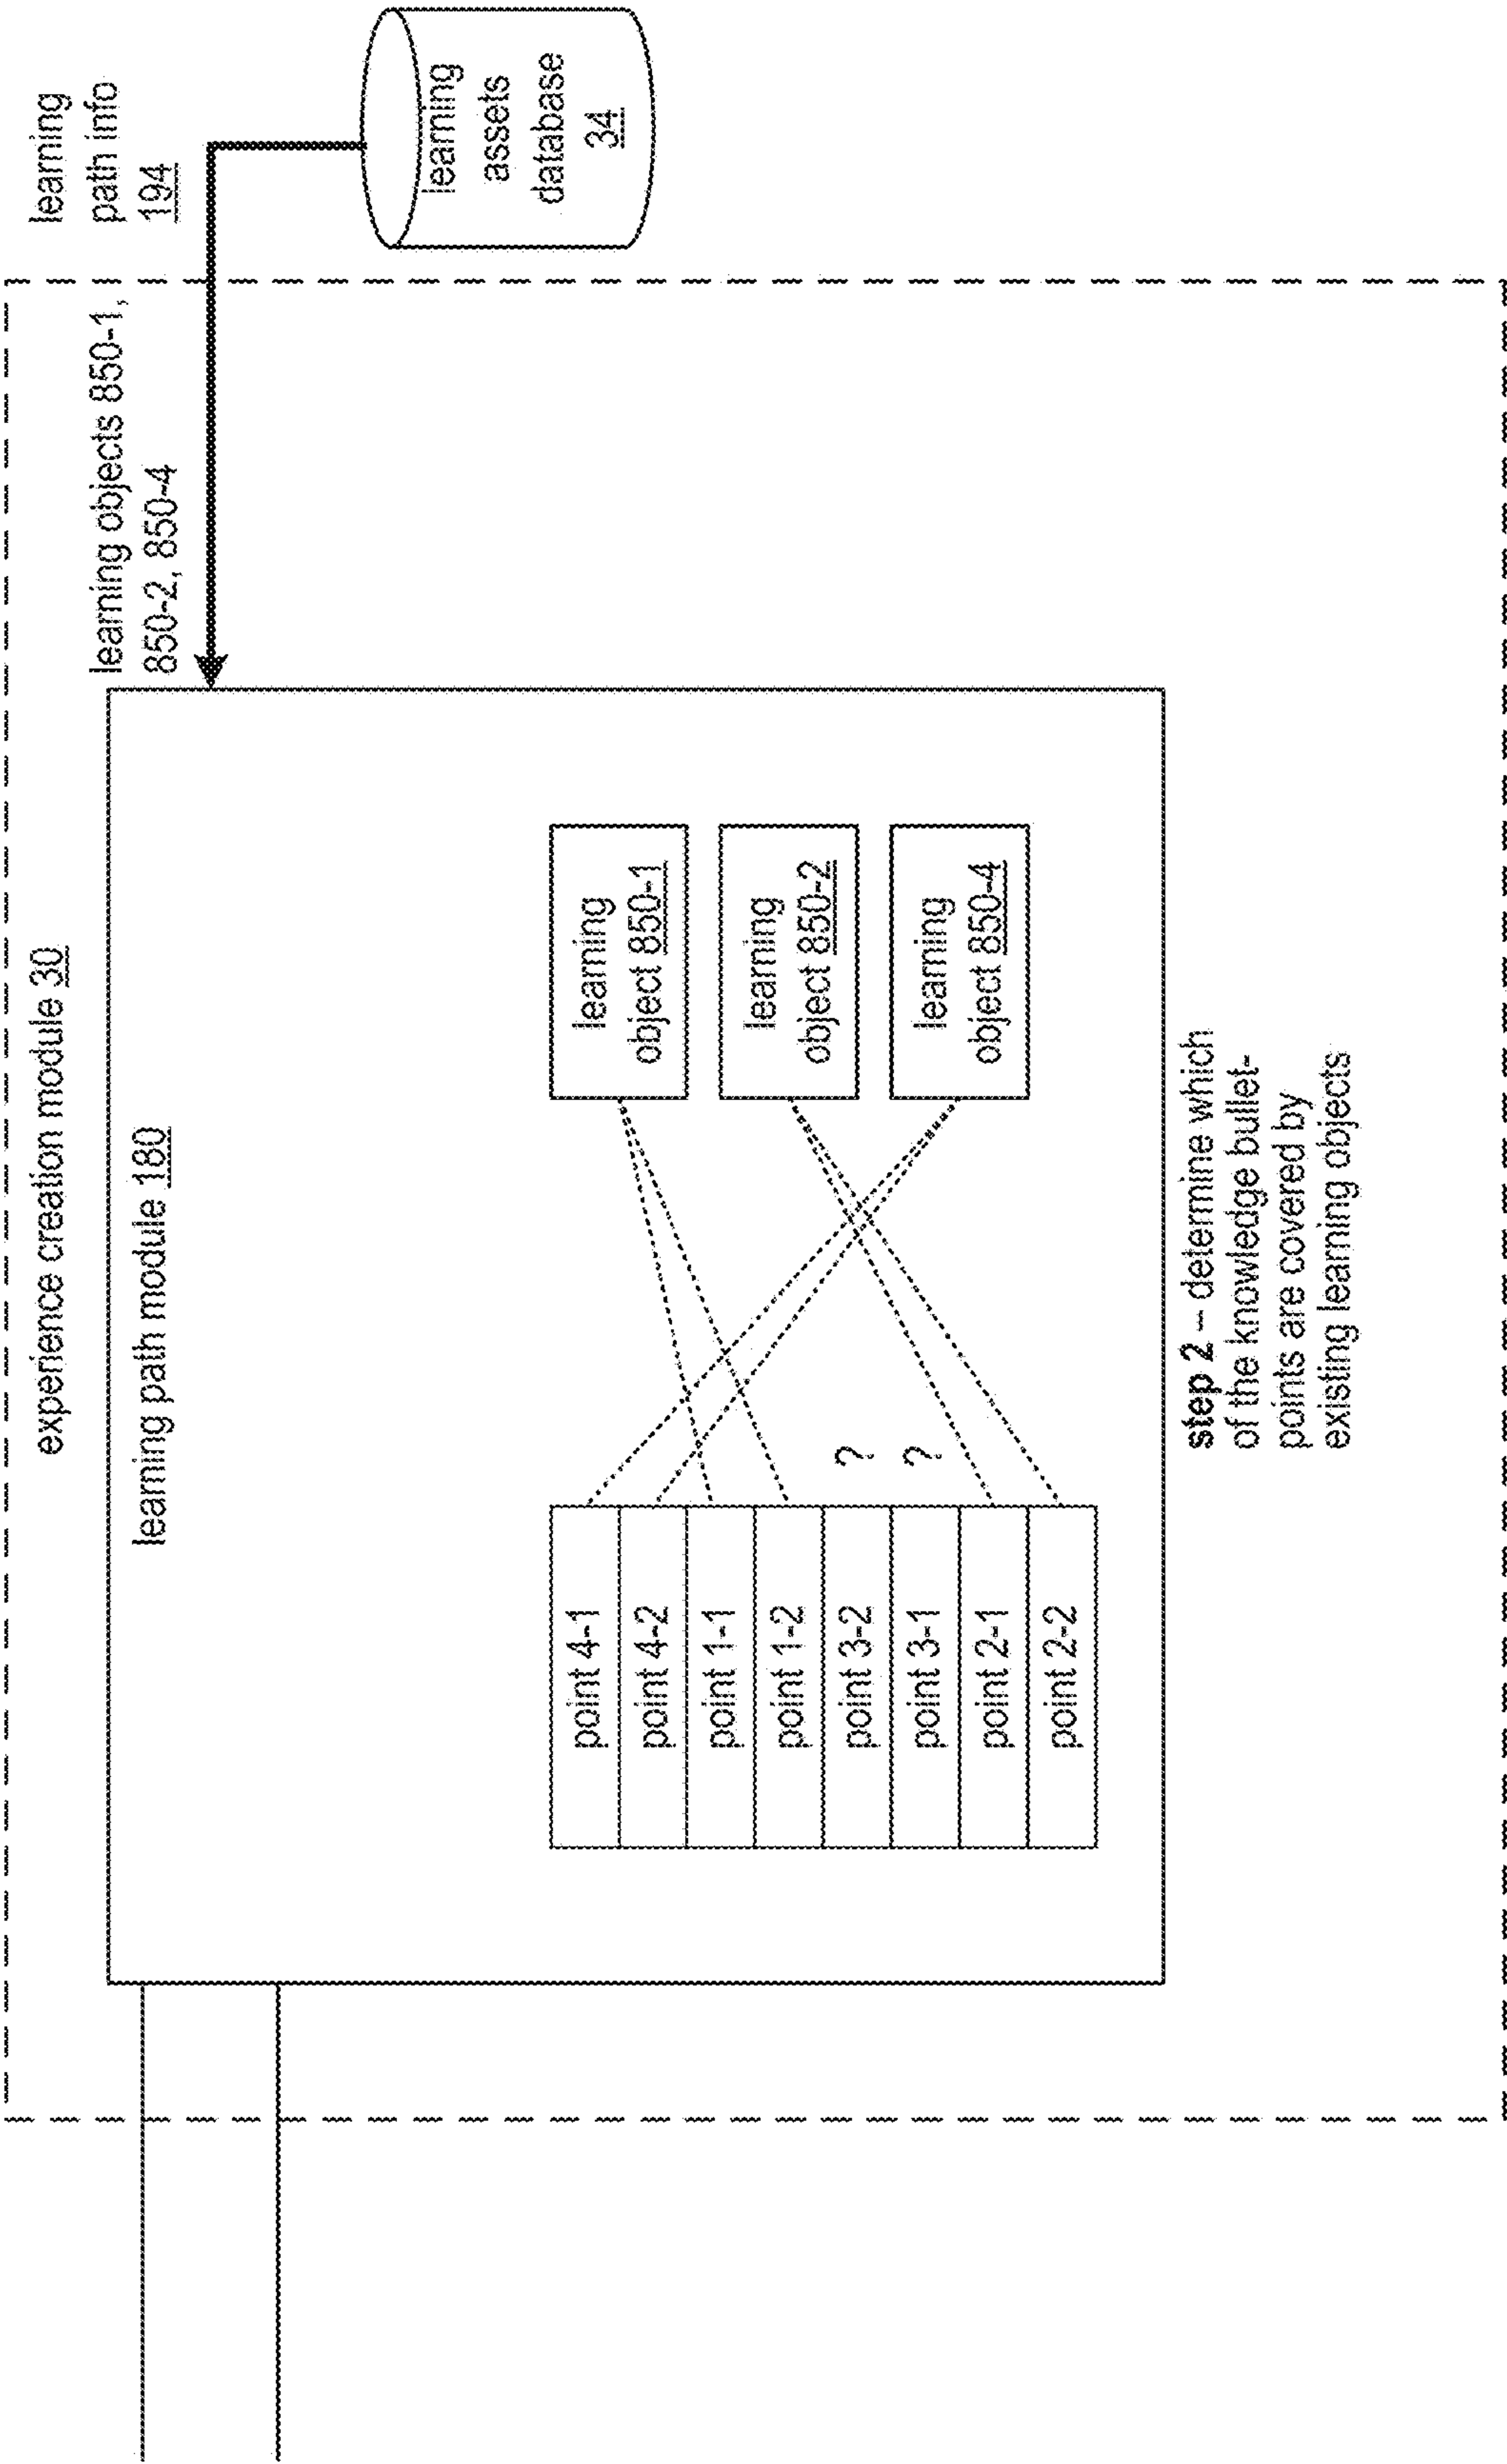 experience creation module 30
learning
path info
194
learning path module 180
learning objects 850-1,
850-2, 850-4
learning
assets
database
34
point 4-1
point 4-2
point 1-1
point 1-2
point 3-2
point 3-1
point 2-1
point 2-2
?
?
learning
object 850-1
learning
object 850-2
learning
object 850-4
step 2 – determine which
of the knowledge bullet-
points are covered by
existing learning objects